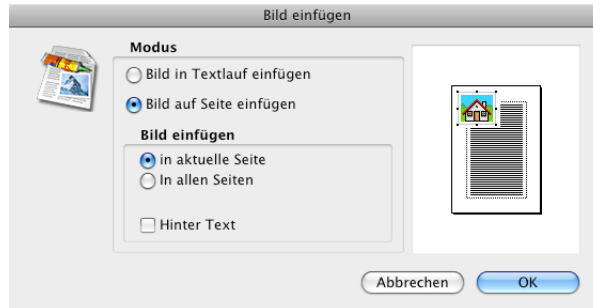 Bild einfügen
Modus
Bild in Textlauf einfügen
Bild auf Seite einfügen
Bild einfügen
in aktuelle Seite
In allen Seiten
Hinter Text
Abbrechen
OK